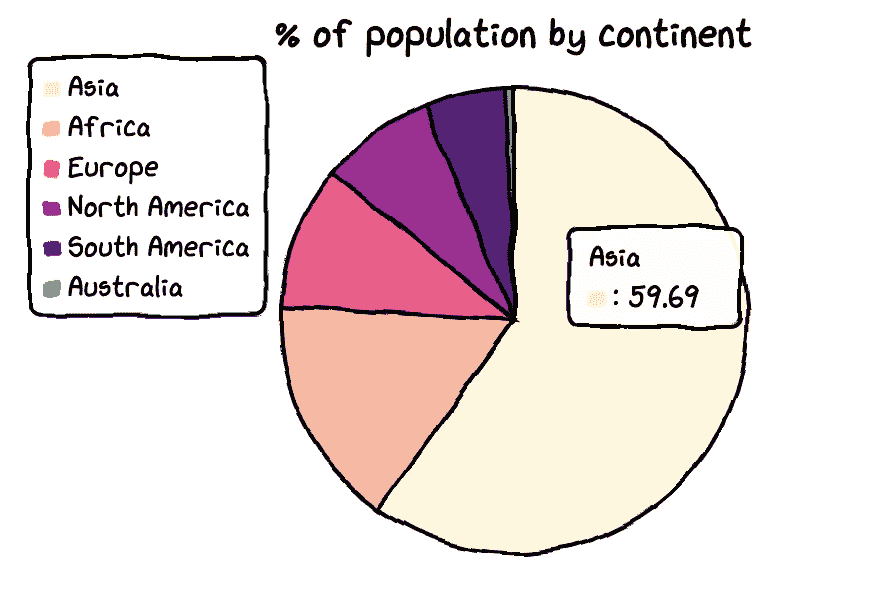 % of population by continent
Asia
Africa
Europe
North America
South America
Australia
Asia
: 59.69